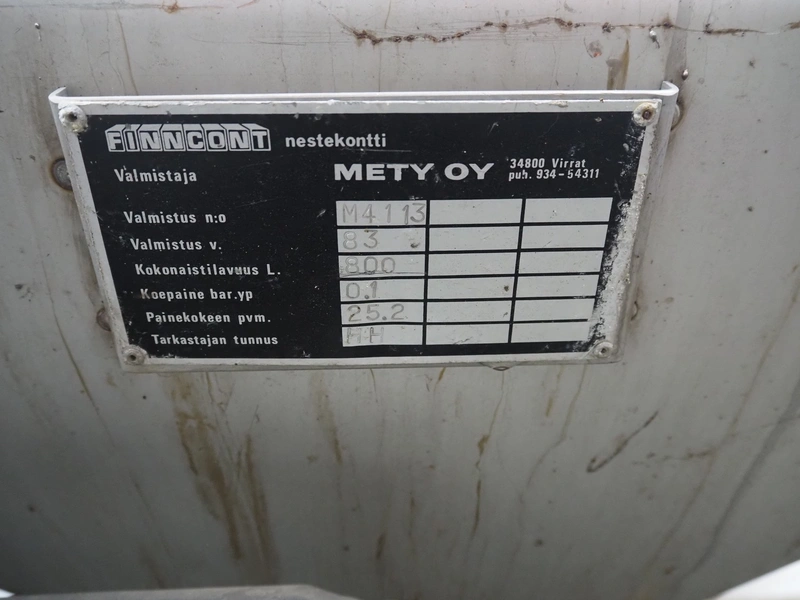 FINNCONT nestekontti
Valmistaja METY OY 34800 Virrat
puh. 934-54311
Valmistus n:o M4113
Valmistus v. 83
Kokonaistilavuus L. 800
Koepaine bar.yp 0.1
Painekokeen pvm. 25.2
Tarkastajan tunnus HH